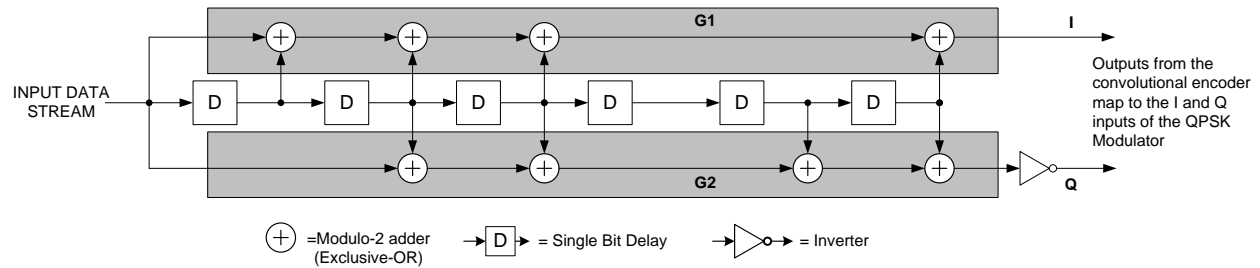 G1
I
INPUT DATA
STREAM
D
D
D
D
D
D
Outputs from the
convolutional encoder
map to the I and Q
inputs of the QPSK
Modulator
G2
Q
=Modulo-2 adder
(Exclusive-OR)
D
= Single Bit Delay
= Inverter